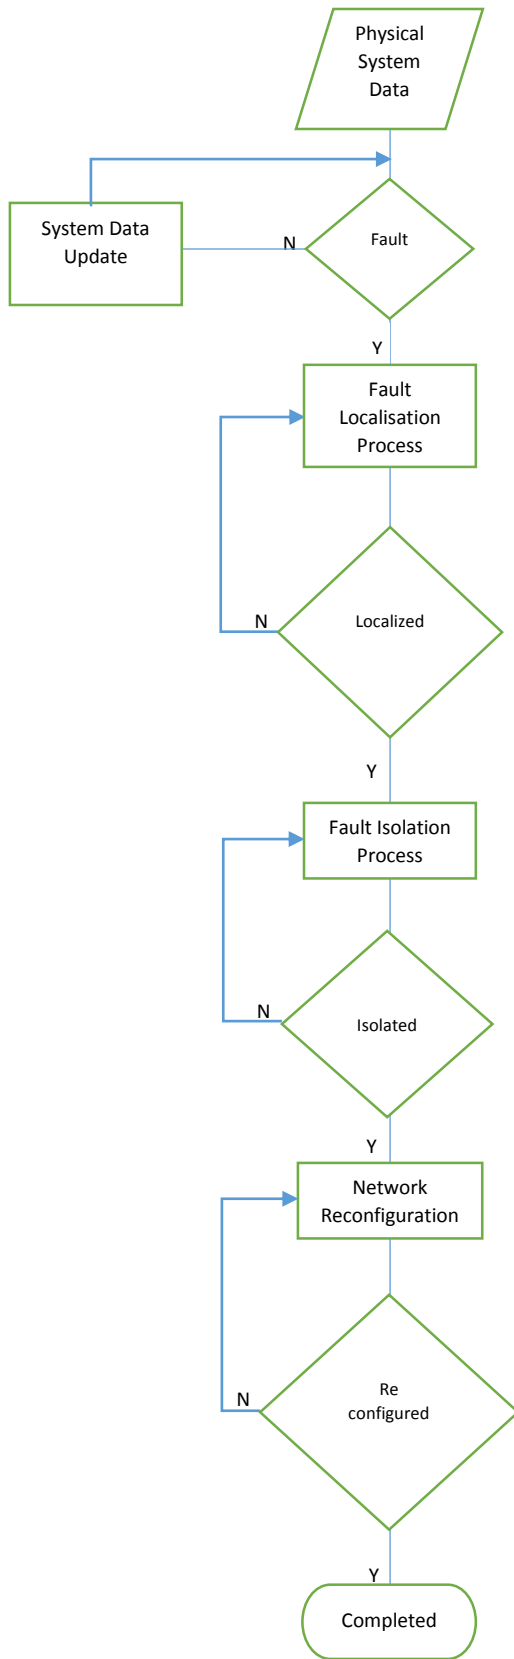 Physical
System
Data
System Data
Update
N
Fault
Y
Fault
Localisation
Process
N
Localized
Y
Fault Isolation
Process
N
Isolated
Y
Network
Reconfiguration
N
Re
configured
Y
Completed